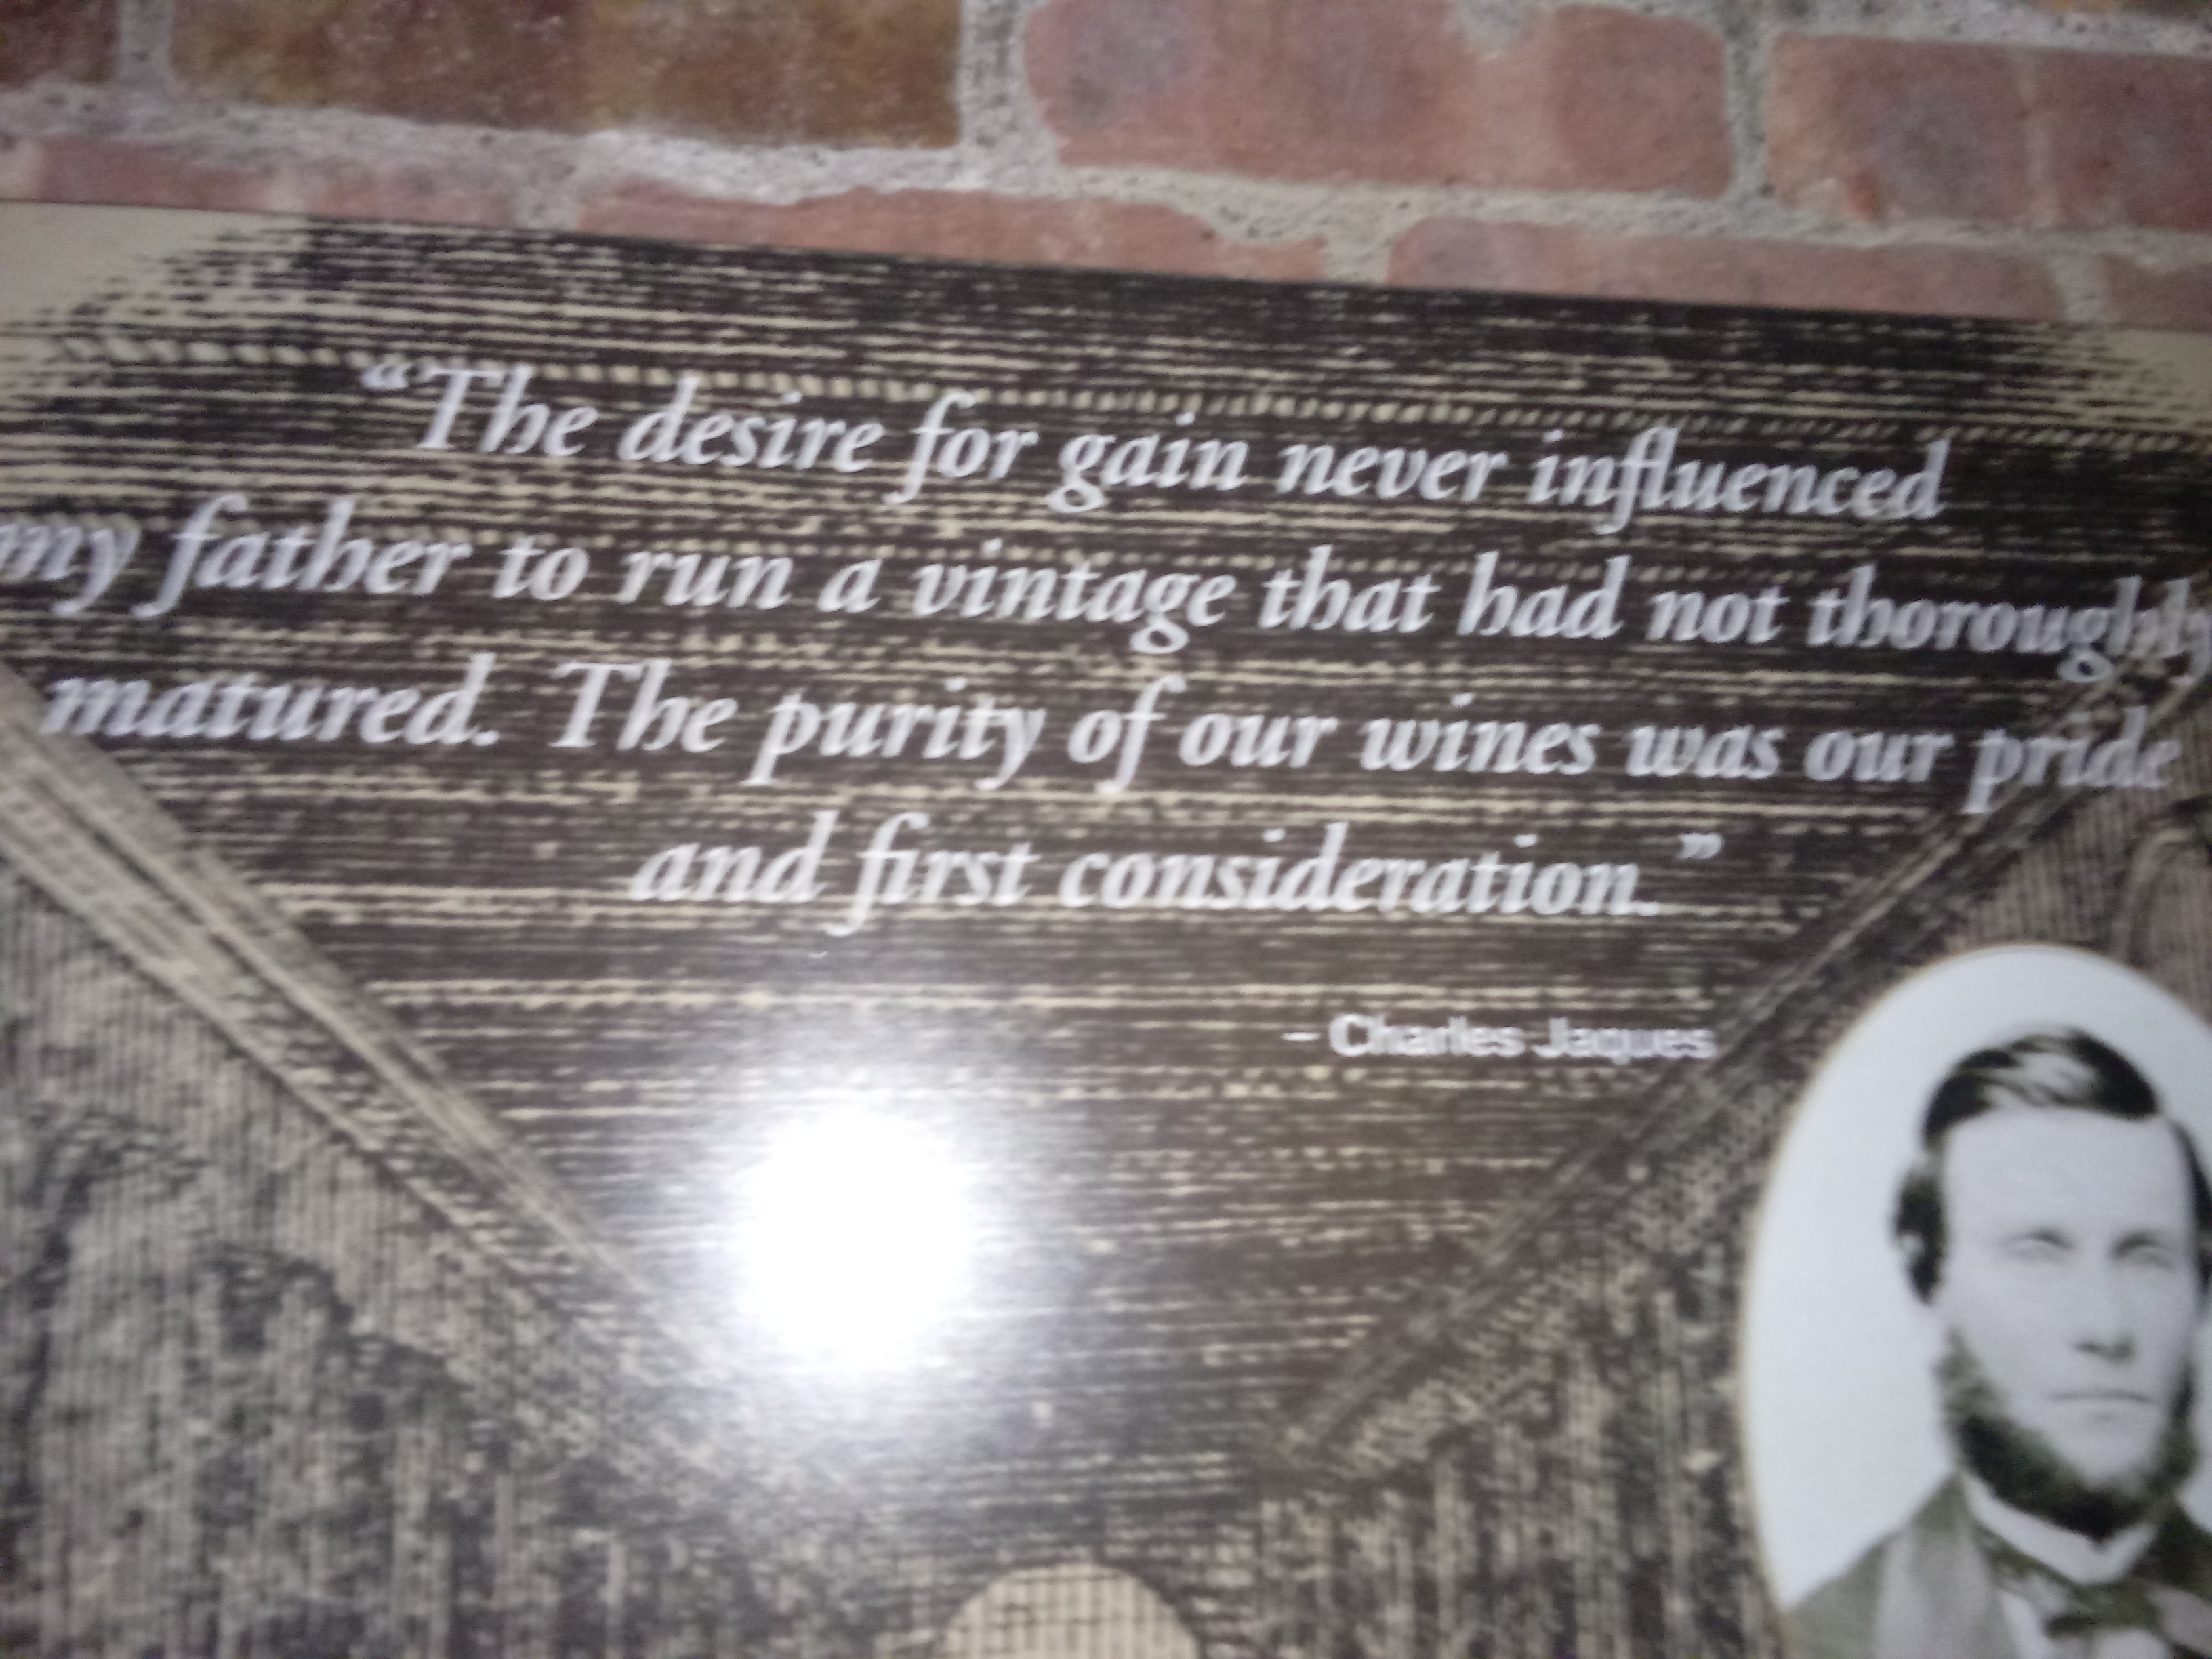 “The desire for gain never influenced
my father to run a vintage that had not thoroughly
matured. The purity of our wines was our pride
and first consideration.”
– Charles Jaques